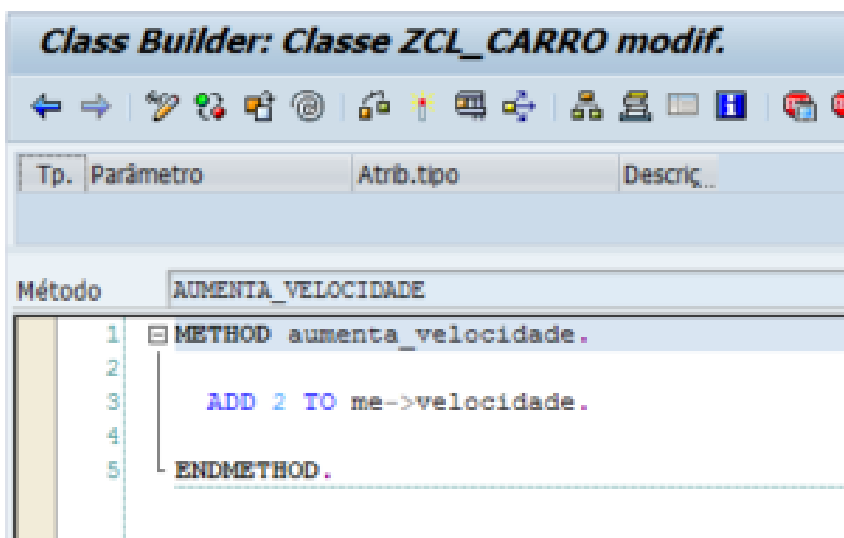 Class Builder: Classe ZCL_CARRO modif.
Tp. Parâmetro Atrib.tipo Descriç...
Método AUMENTA_VELOCIDADE
1 METHOD aumenta_velocidade.
2
3 ADD 2 TO me->velocidade.
4
5 ENDMETHOD.